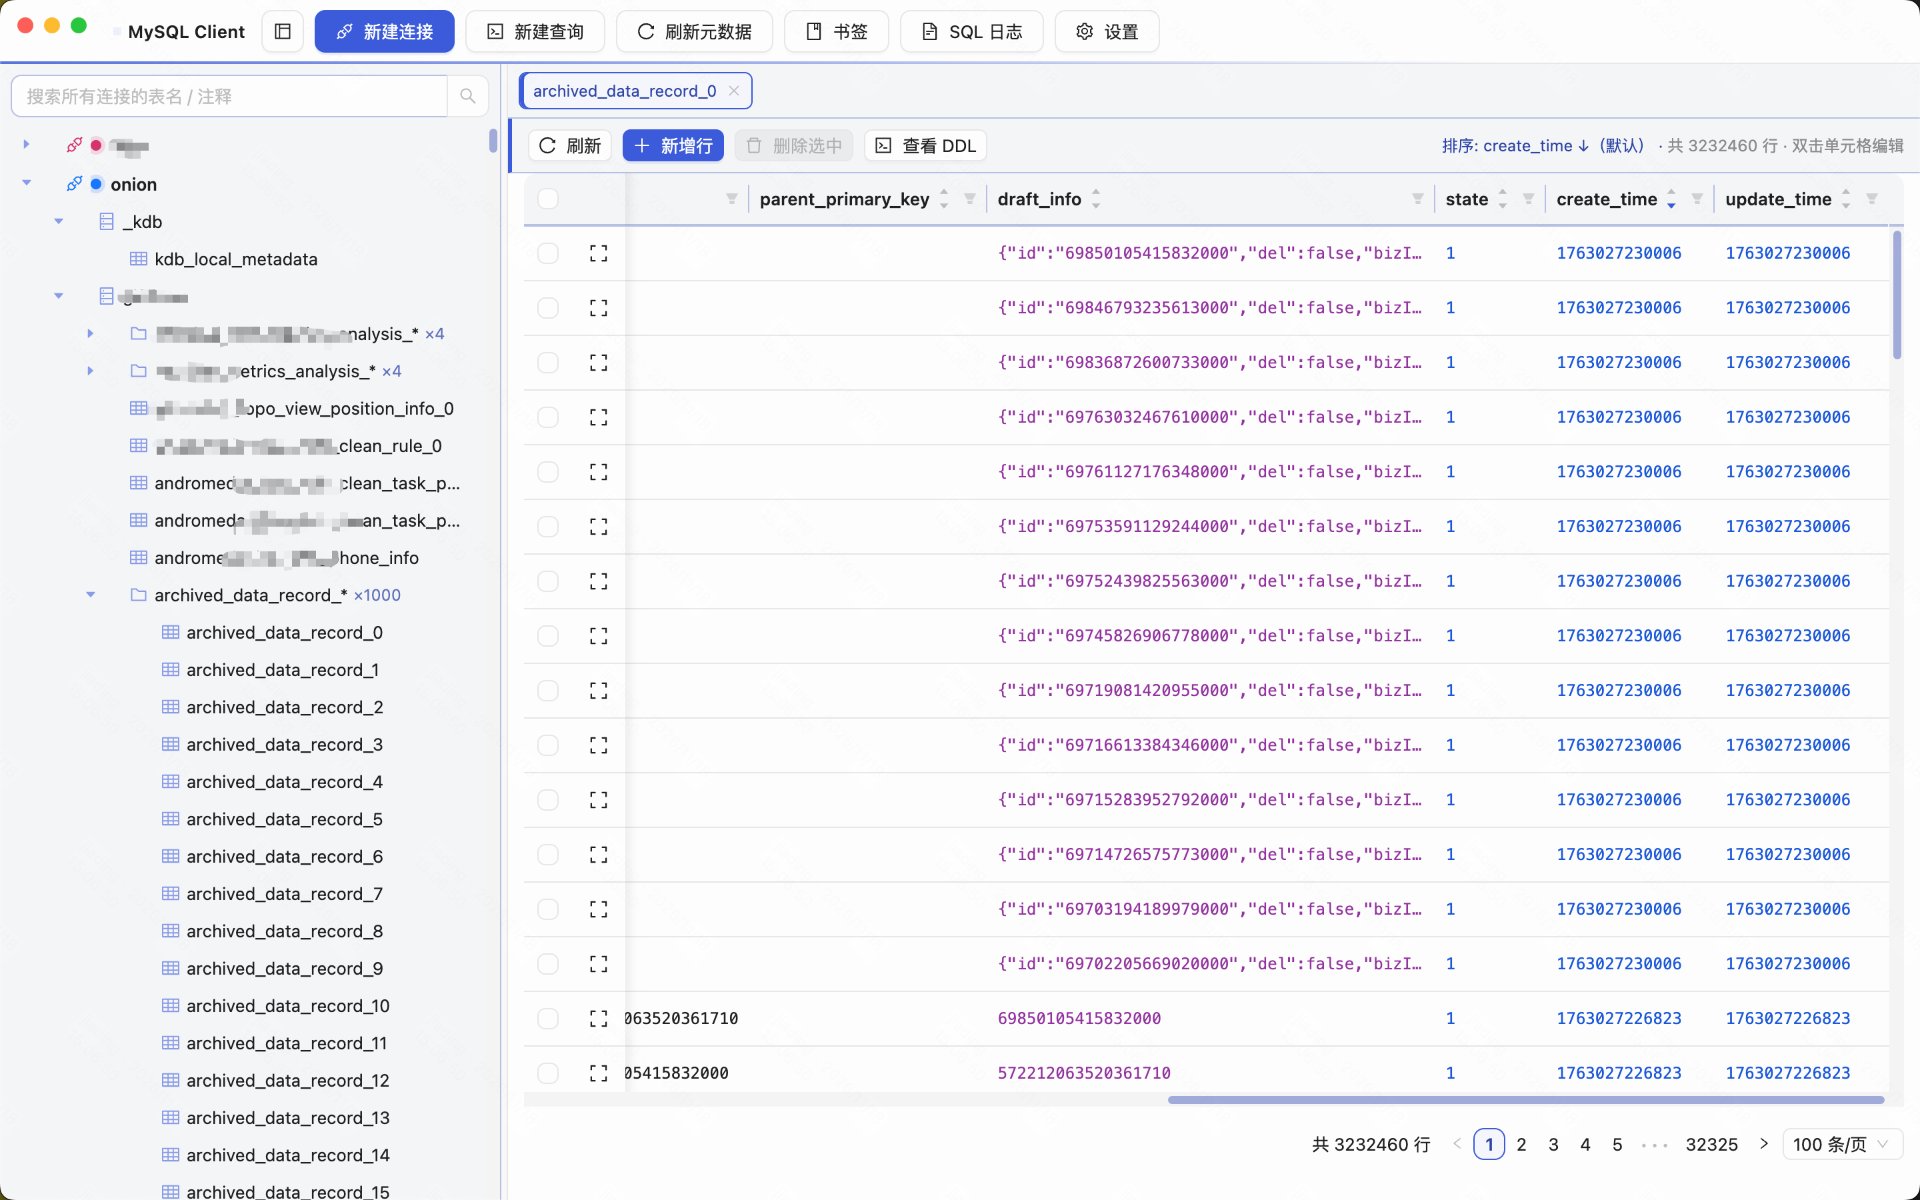 MySQL Client 新建连接 新建查询 刷新元数据 书签 SQL 日志 设置
搜索所有连接的表名 / 注释
onion
_kdb
kdb_local_metadata
nalysis_* ×4
etrics_analysis_* ×4
opo_view_position_info_0
_clean_rule_0
andromed clean_task_p...
andromeda an_task_p...
androme hone_info
archived_data_record_* ×1000
archived_data_record_0
archived_data_record_1
archived_data_record_2
archived_data_record_3
archived_data_record_4
archived_data_record_5
archived_data_record_6
archived_data_record_7
archived_data_record_8
archived_data_record_9
archived_data_record_10
archived_data_record_11
archived_data_record_12
archived_data_record_13
archived_data_record_14
archived_data_record_15
archived_data_record_0
刷新 新增行 删除选中 查看 DDL 排序: create_time ↓ (默认) · 共 3232460 行 · 双击单元格编辑
parent_primary_key draft_info state create_time update_time
{"id":"69850105415832000","del":false,"bizI… 1 1763027230006 1763027230006
{"id":"69846793235613000","del":false,"bizI… 1 1763027230006 1763027230006
{"id":"69836872600733000","del":false,"bizI… 1 1763027230006 1763027230006
{"id":"69763032467610000","del":false,"bizI… 1 1763027230006 1763027230006
{"id":"69761127176348000","del":false,"bizI… 1 1763027230006 1763027230006
{"id":"69753591129244000","del":false,"bizI… 1 1763027230006 1763027230006
{"id":"69752439825563000","del":false,"bizI… 1 1763027230006 1763027230006
{"id":"69745826906778000","del":false,"bizI… 1 1763027230006 1763027230006
{"id":"69719081420955000","del":false,"bizI… 1 1763027230006 1763027230006
{"id":"69716613384346000","del":false,"bizI… 1 1763027230006 1763027230006
{"id":"69715283952792000","del":false,"bizI… 1 1763027230006 1763027230006
{"id":"69714726575773000","del":false,"bizI… 1 1763027230006 1763027230006
{"id":"69703194189979000","del":false,"bizI… 1 1763027230006 1763027230006
{"id":"69702205669020000","del":false,"bizI… 1 1763027230006 1763027230006
063520361710 69850105415832000 1 1763027226823 1763027226823
05415832000 572212063520361710 1 1763027226823 1763027226823
共 3232460 行 < 1 2 3 4 5 ··· 32325 > 100 条/页